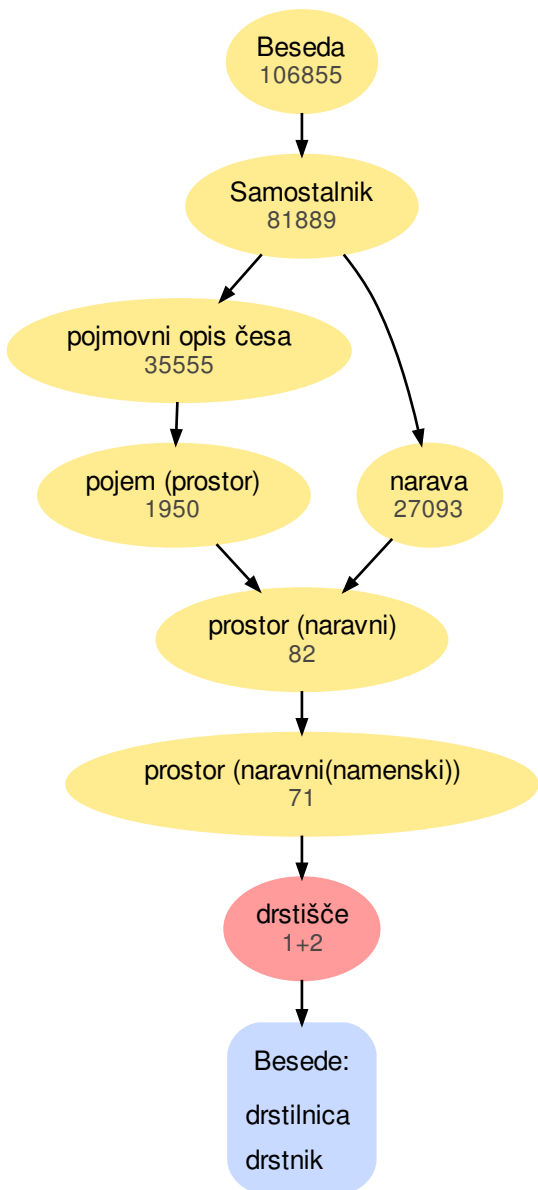 Beseda
106855
Samostalnik
81889
pojmovni opis česa
35555
pojem (prostor)
1950
narava
27093
prostor (naravni)
82
prostor (naravni(namenski))
71
drstišče
1+2
Besede:
drstilnica
drstnik